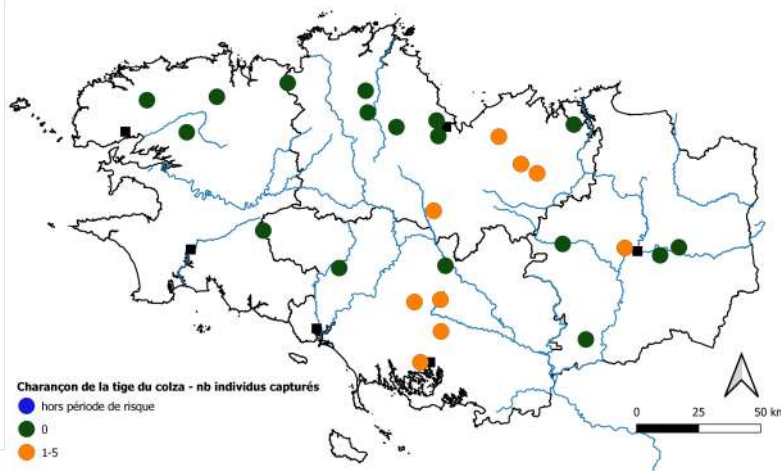 Charançon de la tige du colza - nb individus capturés
hors période de risque
0
1-5
0 25 50 km